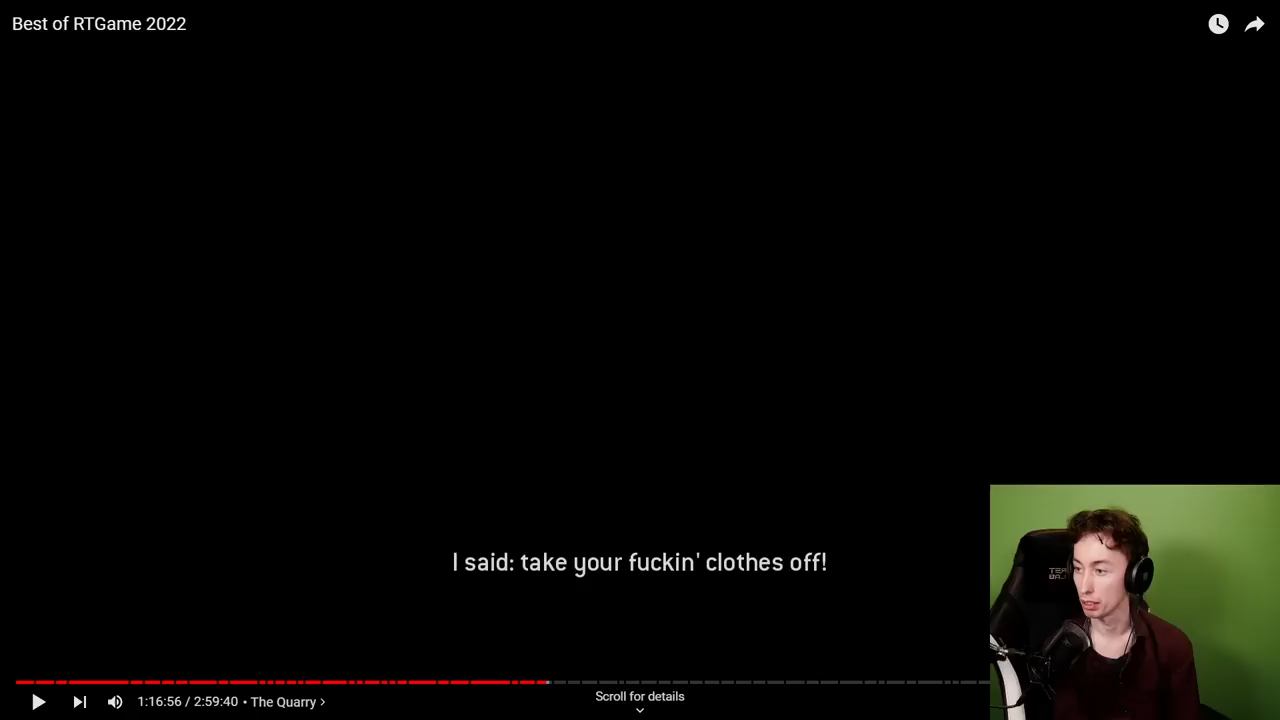 Best of RTGame 2022
I said: take your fuckin' clothes off!
Scroll for details
1:16:56 / 2:59:40 • The Quarry